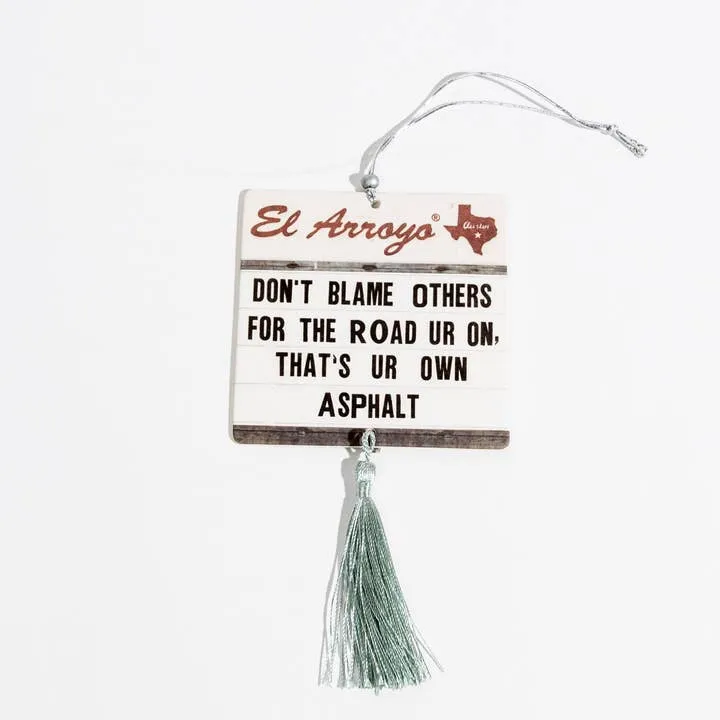 El Arroyo®
Austin
DON'T BLAME OTHERS
FOR THE ROAD UR ON,
THAT'S UR OWN
ASPHALT